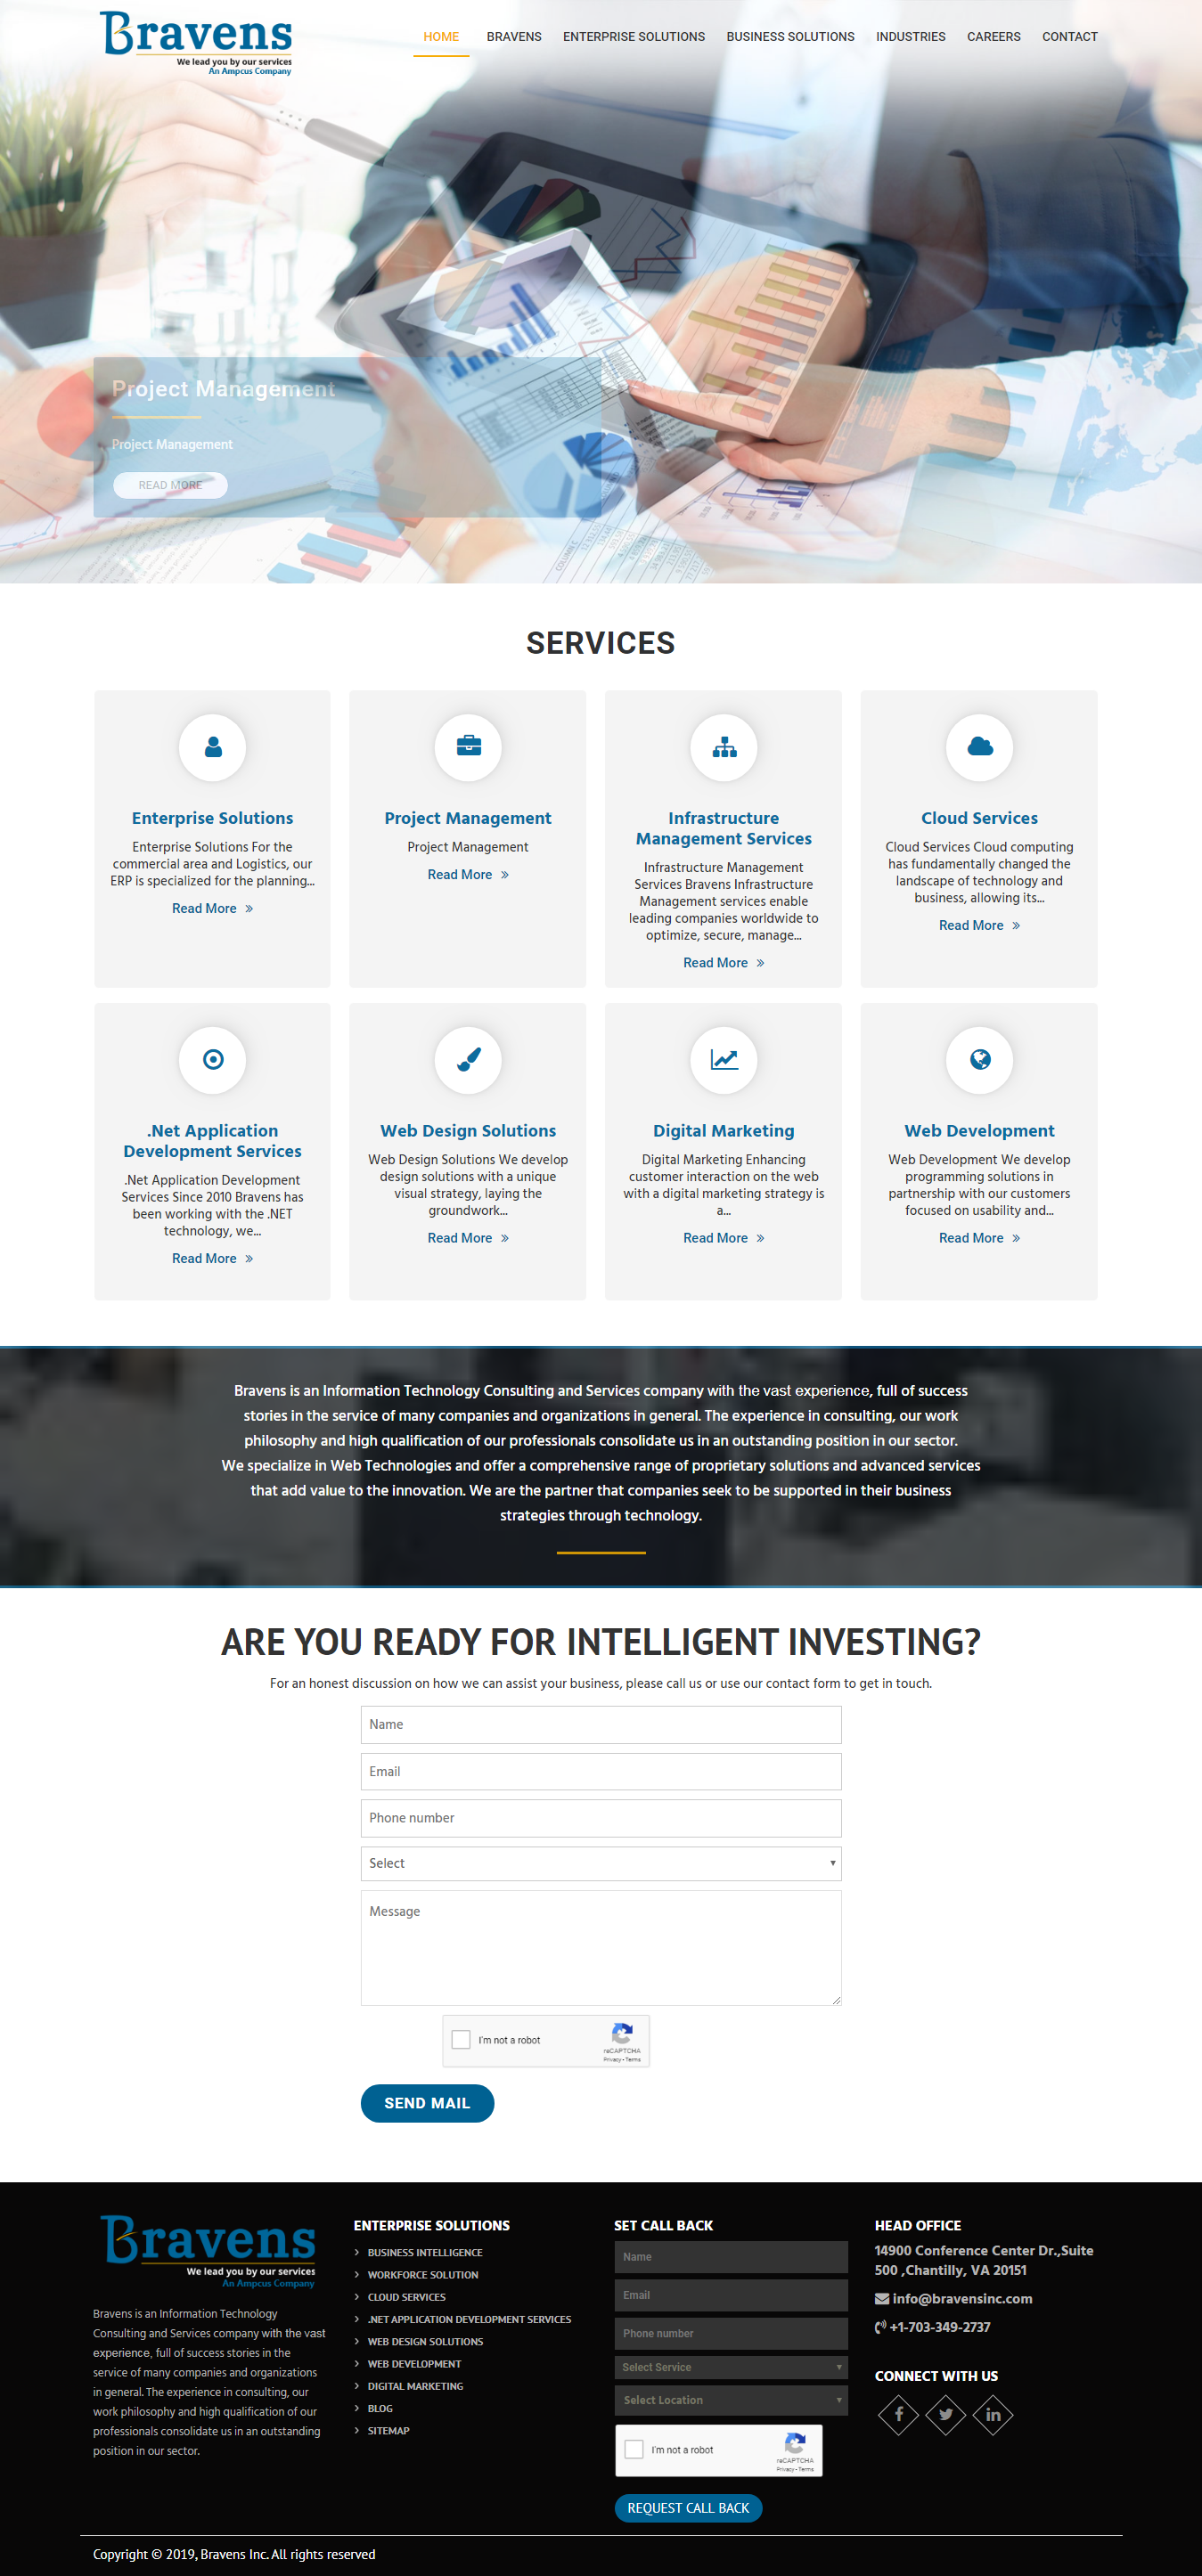 Bravens
We lead you by our services
An Ampcus Company
HOME BRAVENS ENTERPRISE SOLUTIONS BUSINESS SOLUTIONS INDUSTRIES CAREERS CONTACT
Project Management
Project Management
READ MORE
SERVICES
Enterprise Solutions
Enterprise Solutions For the
commercial area and Logistics, our
ERP is specialized for the planning...
Read More »
Project Management
Project Management
Read More »
Infrastructure
Management Services
Infrastructure Management
Services Bravens Infrastructure
Management services enable
leading companies worldwide to
optimize, secure, manage...
Read More »
Cloud Services
Cloud Services Cloud computing
has fundamentally changed the
landscape of technology and
business, allowing its...
Read More »
.Net Application
Development Services
.Net Application Development
Services Since 2010 Bravens has
been working with the .NET
technology, we...
Read More »
Web Design Solutions
Web Design Solutions We develop
design solutions with a unique
visual strategy, laying the
groundwork...
Read More »
Digital Marketing
Digital Marketing Enhancing
customer interaction on the web
with a digital marketing strategy is
a...
Read More »
Web Development
Web Development We develop
programming solutions in
partnership with our customers
focused on usability and...
Read More »
Bravens is an Information Technology Consulting and Services company with the vast experience, full of success
stories in the service of many companies and organizations in general. The experience in consulting, our work
philosophy and high qualification of our professionals consolidate us in an outstanding position in our sector.
We specialize in Web Technologies and offer a comprehensive range of proprietary solutions and advanced services
that add value to the innovation. We are the partner that companies seek to be supported in their business
strategies through technology.
ARE YOU READY FOR INTELLIGENT INVESTING?
For an honest discussion on how we can assist your business, please call us or use our contact form to get in touch.
Name
Email
Phone number
Select
Message
I'm not a robot
reCAPTCHA
Privacy - Terms
SEND MAIL
Bravens
We lead you by our services
An Ampcus Company
Bravens is an Information Technology
Consulting and Services company with the vast
experience, full of success stories in the
service of many companies and organizations
in general. The experience in consulting, our
work philosophy and high qualification of our
professionals consolidate us in an outstanding
position in our sector.
ENTERPRISE SOLUTIONS
BUSINESS INTELLIGENCE
WORKFORCE SOLUTION
CLOUD SERVICES
.NET APPLICATION DEVELOPMENT SERVICES
WEB DESIGN SOLUTIONS
WEB DEVELOPMENT
DIGITAL MARKETING
BLOG
SITEMAP
SET CALL BACK
Name
Email
Phone number
Select Service
Select Location
I'm not a robot
reCAPTCHA
Privacy - Terms
REQUEST CALL BACK
HEAD OFFICE
14900 Conference Center Dr.,Suite
500 ,Chantilly, VA 20151
info@bravensinc.com
+1-703-349-2737
CONNECT WITH US
Copyright © 2019, Bravens Inc. All rights reserved